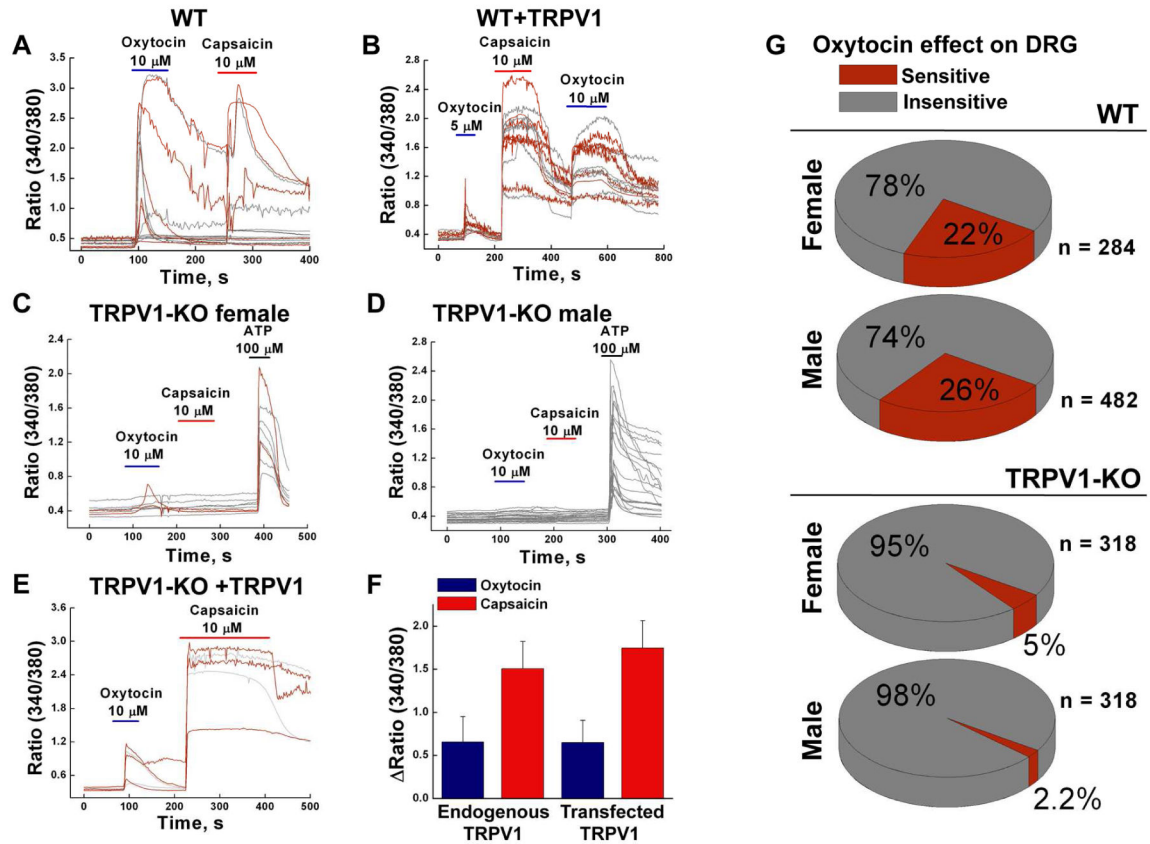 A
WT
Oxytocin
10 μM
Capsaicin
10 μM
Ratio (340/380)
3.5
3.0
2.5
2.0
1.5
1.0
0.5
0 100 200 300 400
Time, s
B
WT+TRPV1
Capsaicin
10 μM
Oxytocin
5 μM
Oxytocin
10 μM
Ratio (340/380)
2.8
2.4
2.0
1.6
1.2
0.8
0.4
0 200 400 600 800
Time, s
C
TRPV1-KO female
ATP
100 μM
Capsaicin
10 μM
Oxytocin
10 μM
Ratio (340/380)
2.4
2.0
1.6
1.2
0.8
0.4
0 100 200 300 400 500
Time, s
D
TRPV1-KO male
ATP
100 μM
Capsaicin
10 μM
Oxytocin
10 μM
Ratio (340/380)
2.8
2.4
2.0
1.6
1.2
0.8
0.4
0 100 200 300 400
Time, s
E
TRPV1-KO +TRPV1
Capsaicin
10 μM
Oxytocin
10 μM
Ratio (340/380)
3.6
3.0
2.4
1.8
1.2
0.6
0 100 200 300 400 500
Time, s
F
Oxytocin
Capsaicin
ΔRatio (340/380)
2.0
1.5
1.0
0.5
0.0
Endogenous
TRPV1
Transfected
TRPV1
G
Oxytocin effect on DRG
Sensitive
Insensitive
WT
Female
78%
22%
n = 284
Male
74%
26%
n = 482
TRPV1-KO
Female
95%
n = 318
5%
Male
98%
n = 318
2.2%